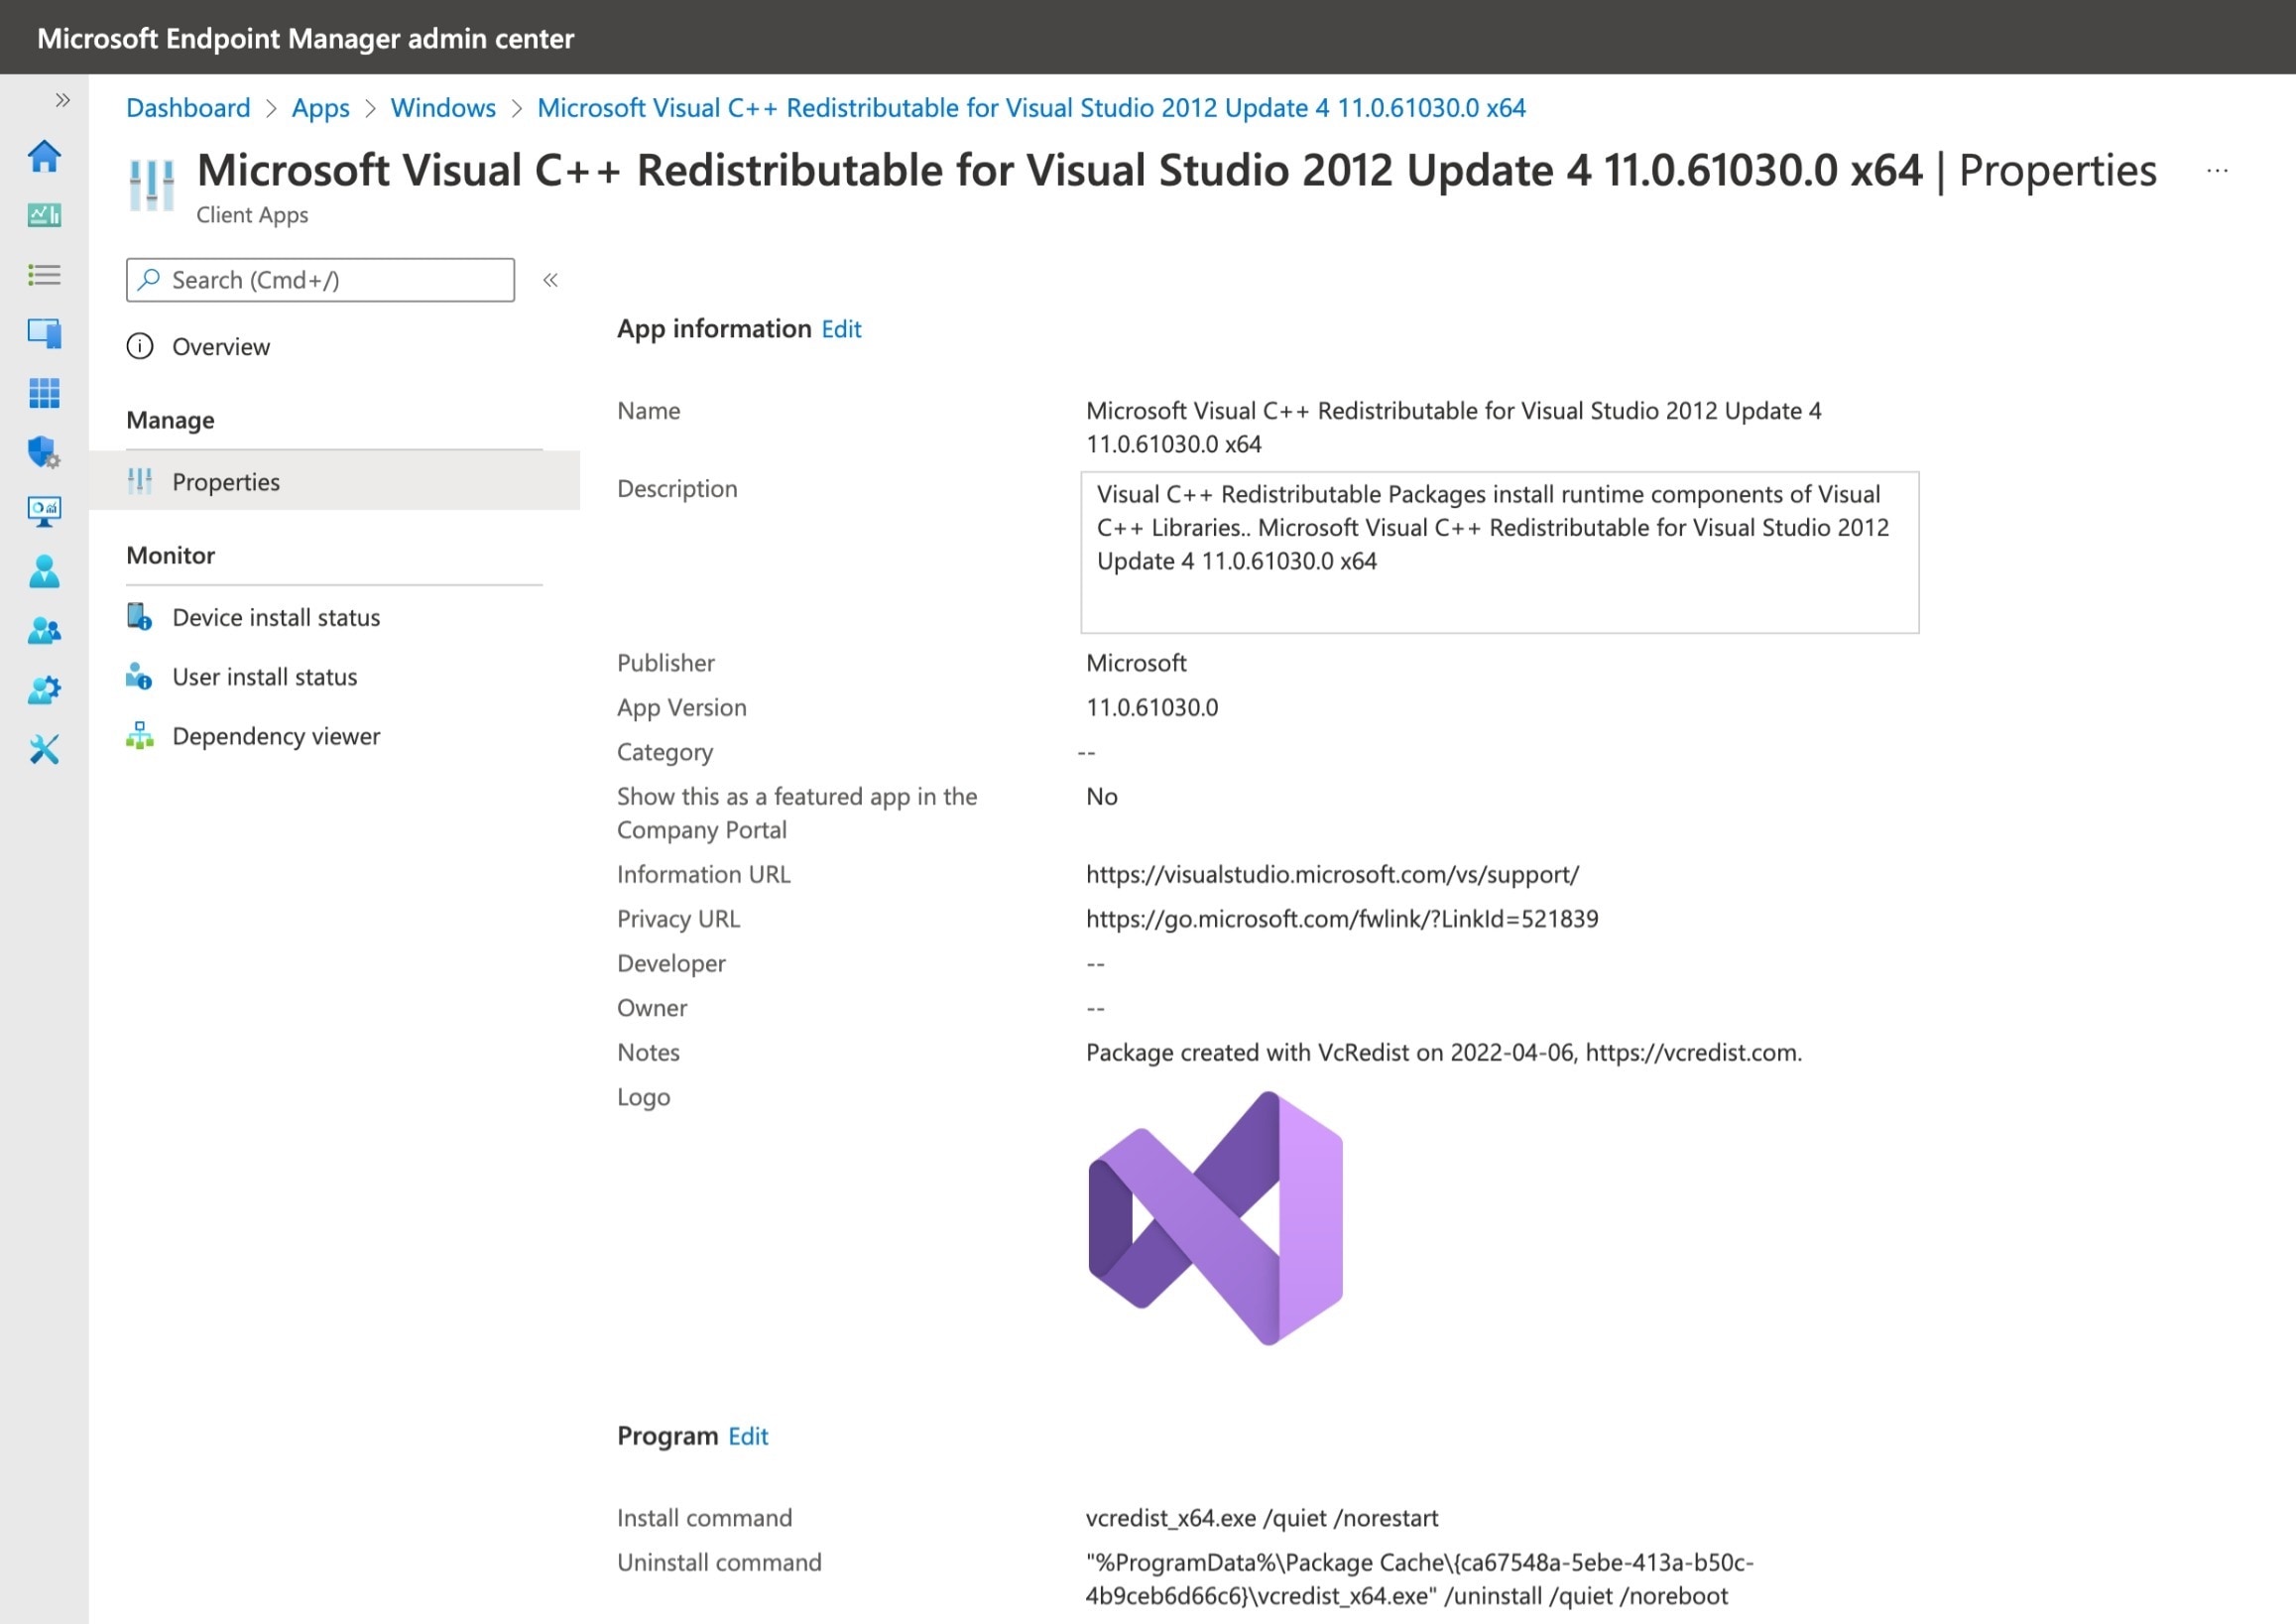 Microsoft Endpoint Manager admin center
Dashboard > Apps > Windows > Microsoft Visual C++ Redistributable for Visual Studio 2012 Update 4 11.0.61030.0 x64
Microsoft Visual C++ Redistributable for Visual Studio 2012 Update 4 11.0.61030.0 x64 | Properties ...
Client Apps
Search (Cmd+/)
Overview
Manage
Properties
Monitor
Device install status
User install status
Dependency viewer
App information Edit
Name
Microsoft Visual C++ Redistributable for Visual Studio 2012 Update 4
11.0.61030.0 x64
Description
Visual C++ Redistributable Packages install runtime components of Visual
C++ Libraries.. Microsoft Visual C++ Redistributable for Visual Studio 2012
Update 4 11.0.61030.0 x64
Publisher Microsoft
App Version 11.0.61030.0
Category --
Show this as a featured app in the No
Company Portal
Information URL https://visualstudio.microsoft.com/vs/support/
Privacy URL https://go.microsoft.com/fwlink/?LinkId=521839
Developer --
Owner --
Notes Package created with VcRedist on 2022-04-06, https://vcredist.com.
Logo
Program Edit
Install command vcredist_x64.exe /quiet /norestart
Uninstall command "%ProgramData%\Package Cache\{ca67548a-5ebe-413a-b50c-
4b9ceb6d66c6}\vcredist_x64.exe" /uninstall /quiet /noreboot